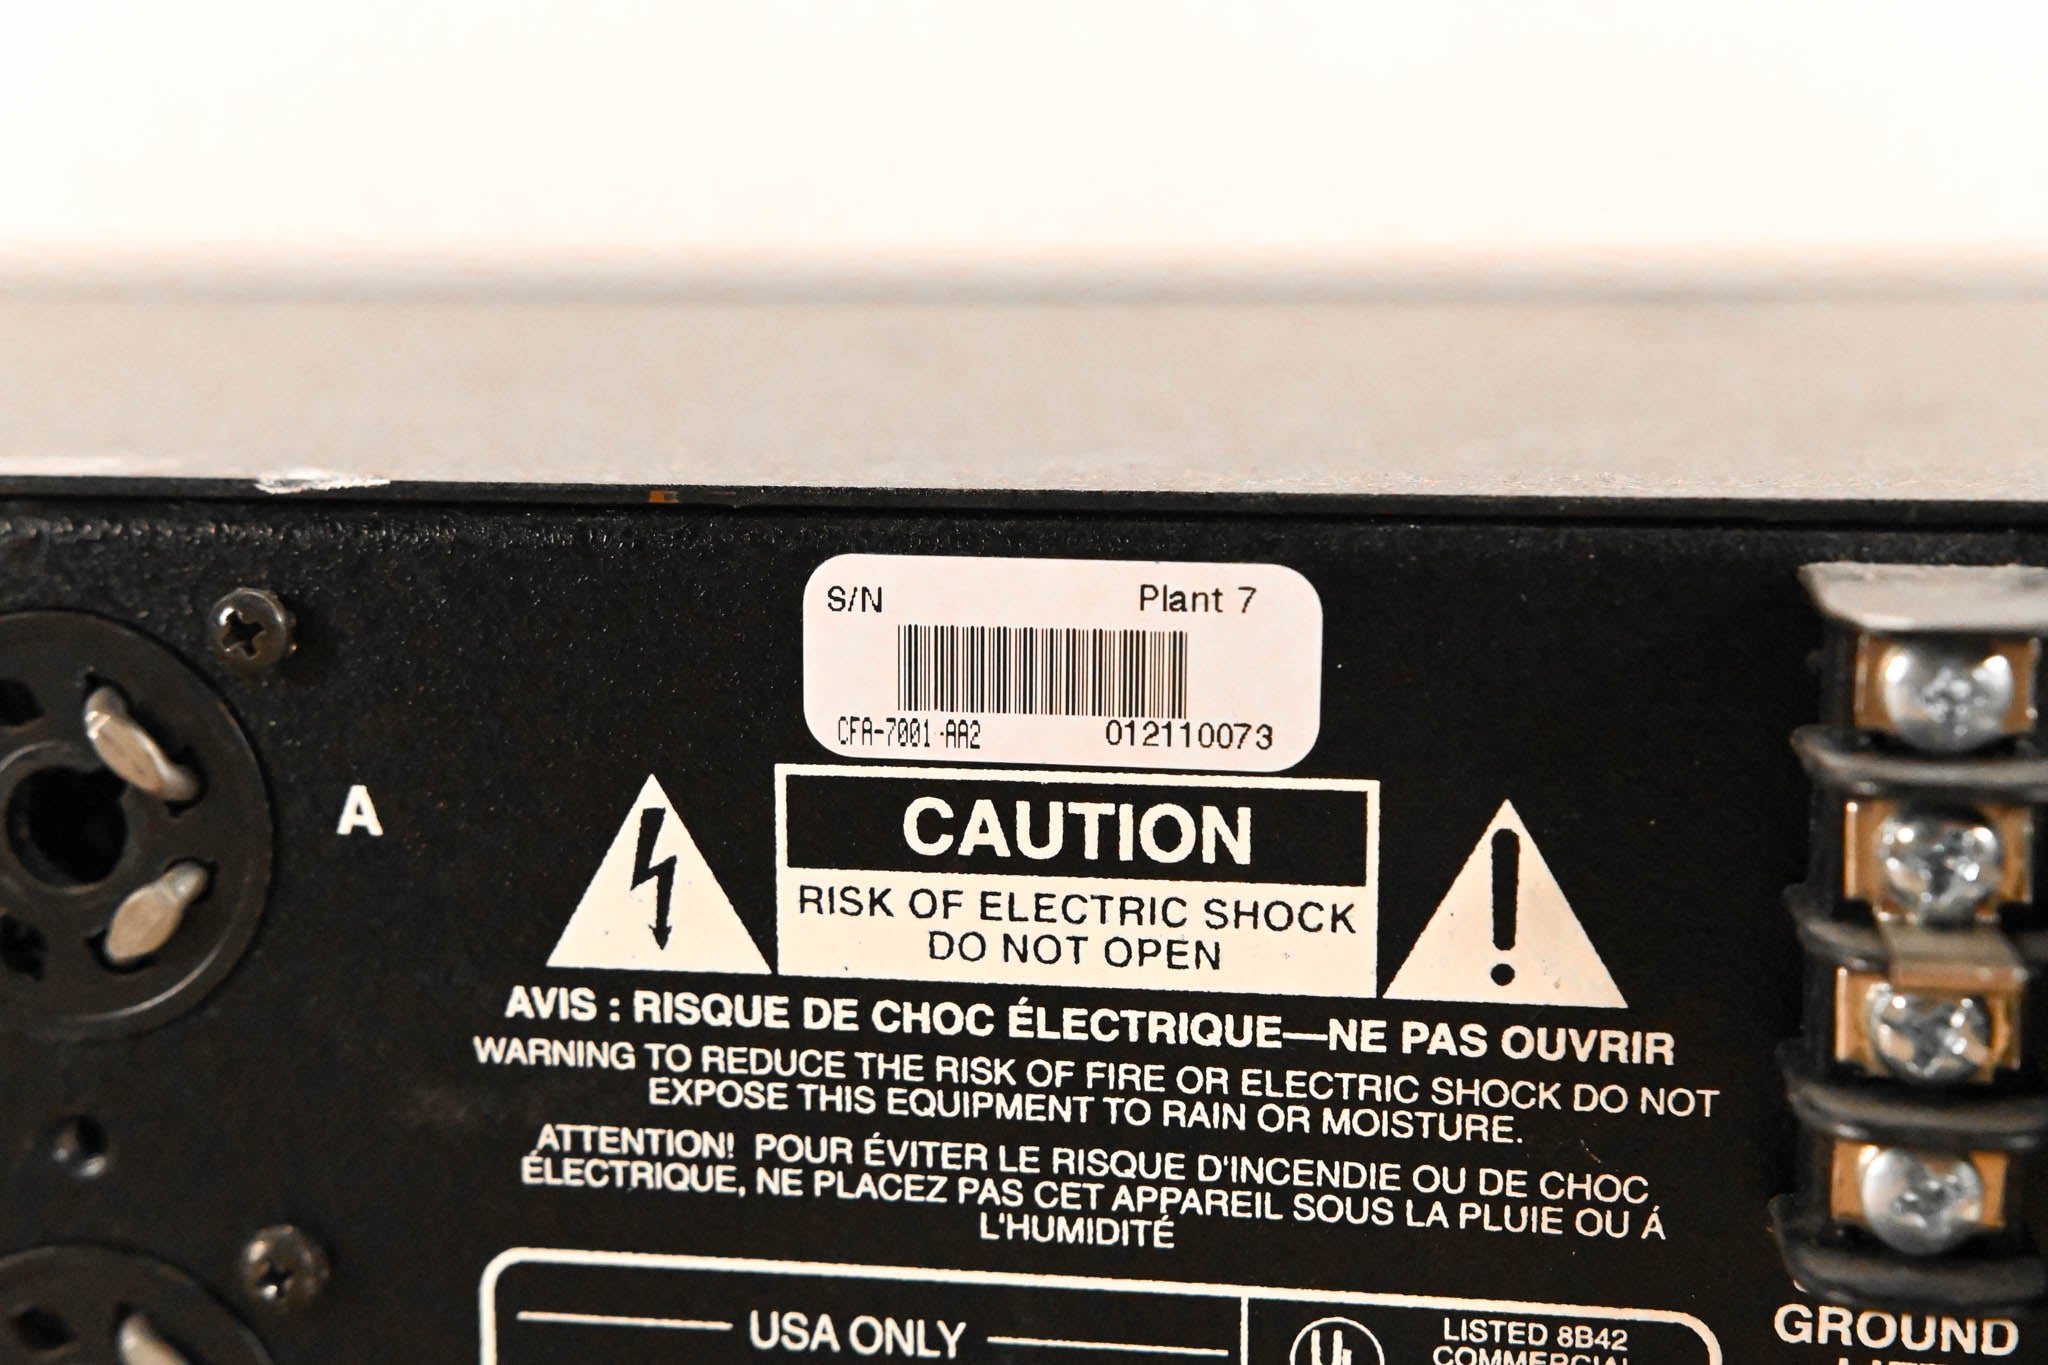 S/N Plant 7
CFA-7001-AA2 012110073
A
CAUTION
RISK OF ELECTRIC SHOCK
DO NOT OPEN
AVIS : RISQUE DE CHOC ÉLECTRIQUE—NE PAS OUVRIR
WARNING TO REDUCE THE RISK OF FIRE OR ELECTRIC SHOCK DO NOT
EXPOSE THIS EQUIPMENT TO RAIN OR MOISTURE.
ATTENTION! POUR ÉVITER LE RISQUE D'INCENDIE OU DE CHOC
ÉLECTRIQUE, NE PLACEZ PAS CET APPAREIL SOUS LA PLUIE OU Á
L'HUMIDITÉ
USA ONLY
UL
LISTED 8B42
COMMERCIAL
GROUND